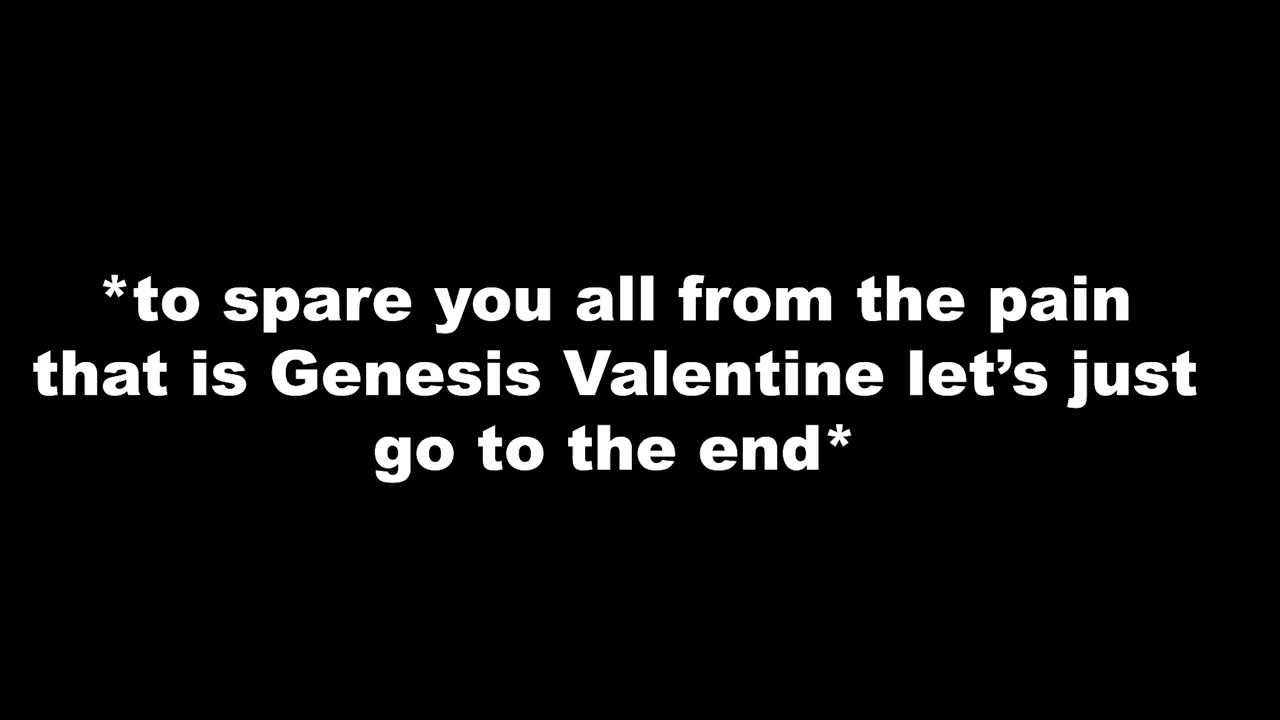 *to spare you all from the pain
that is Genesis Valentine let’s just
go to the end*